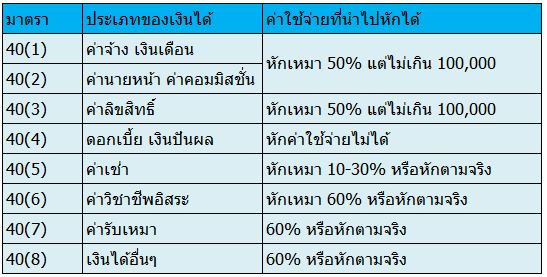 มาตรา ประเภทของเงินได้ ค่าใช้จ่ายที่นำไปหักได้
40(1) ค่าจ้าง เงินเดือน
หักเหมา 50% แต่ไม่เกิน 100,000
40(2) ค่านายหน้า ค่าคอมมิสชั่น
40(3) ค่าลิขสิทธิ์ หักเหมา 50% แต่ไม่เกิน 100,000
40(4) ดอกเบี้ย เงินปันผล หักค่าใช้จ่ายไม่ได้
40(5) ค่าเช่า หักเหมา 10-30% หรือหักตามจริง
40(6) ค่าวิชาชีพอิสระ หักเหมา 60% หรือหักตามจริง
40(7) ค่ารับเหมา 60% หรือหักตามจริง
40(8) เงินได้อื่นๆ 60% หรือหักตามจริง